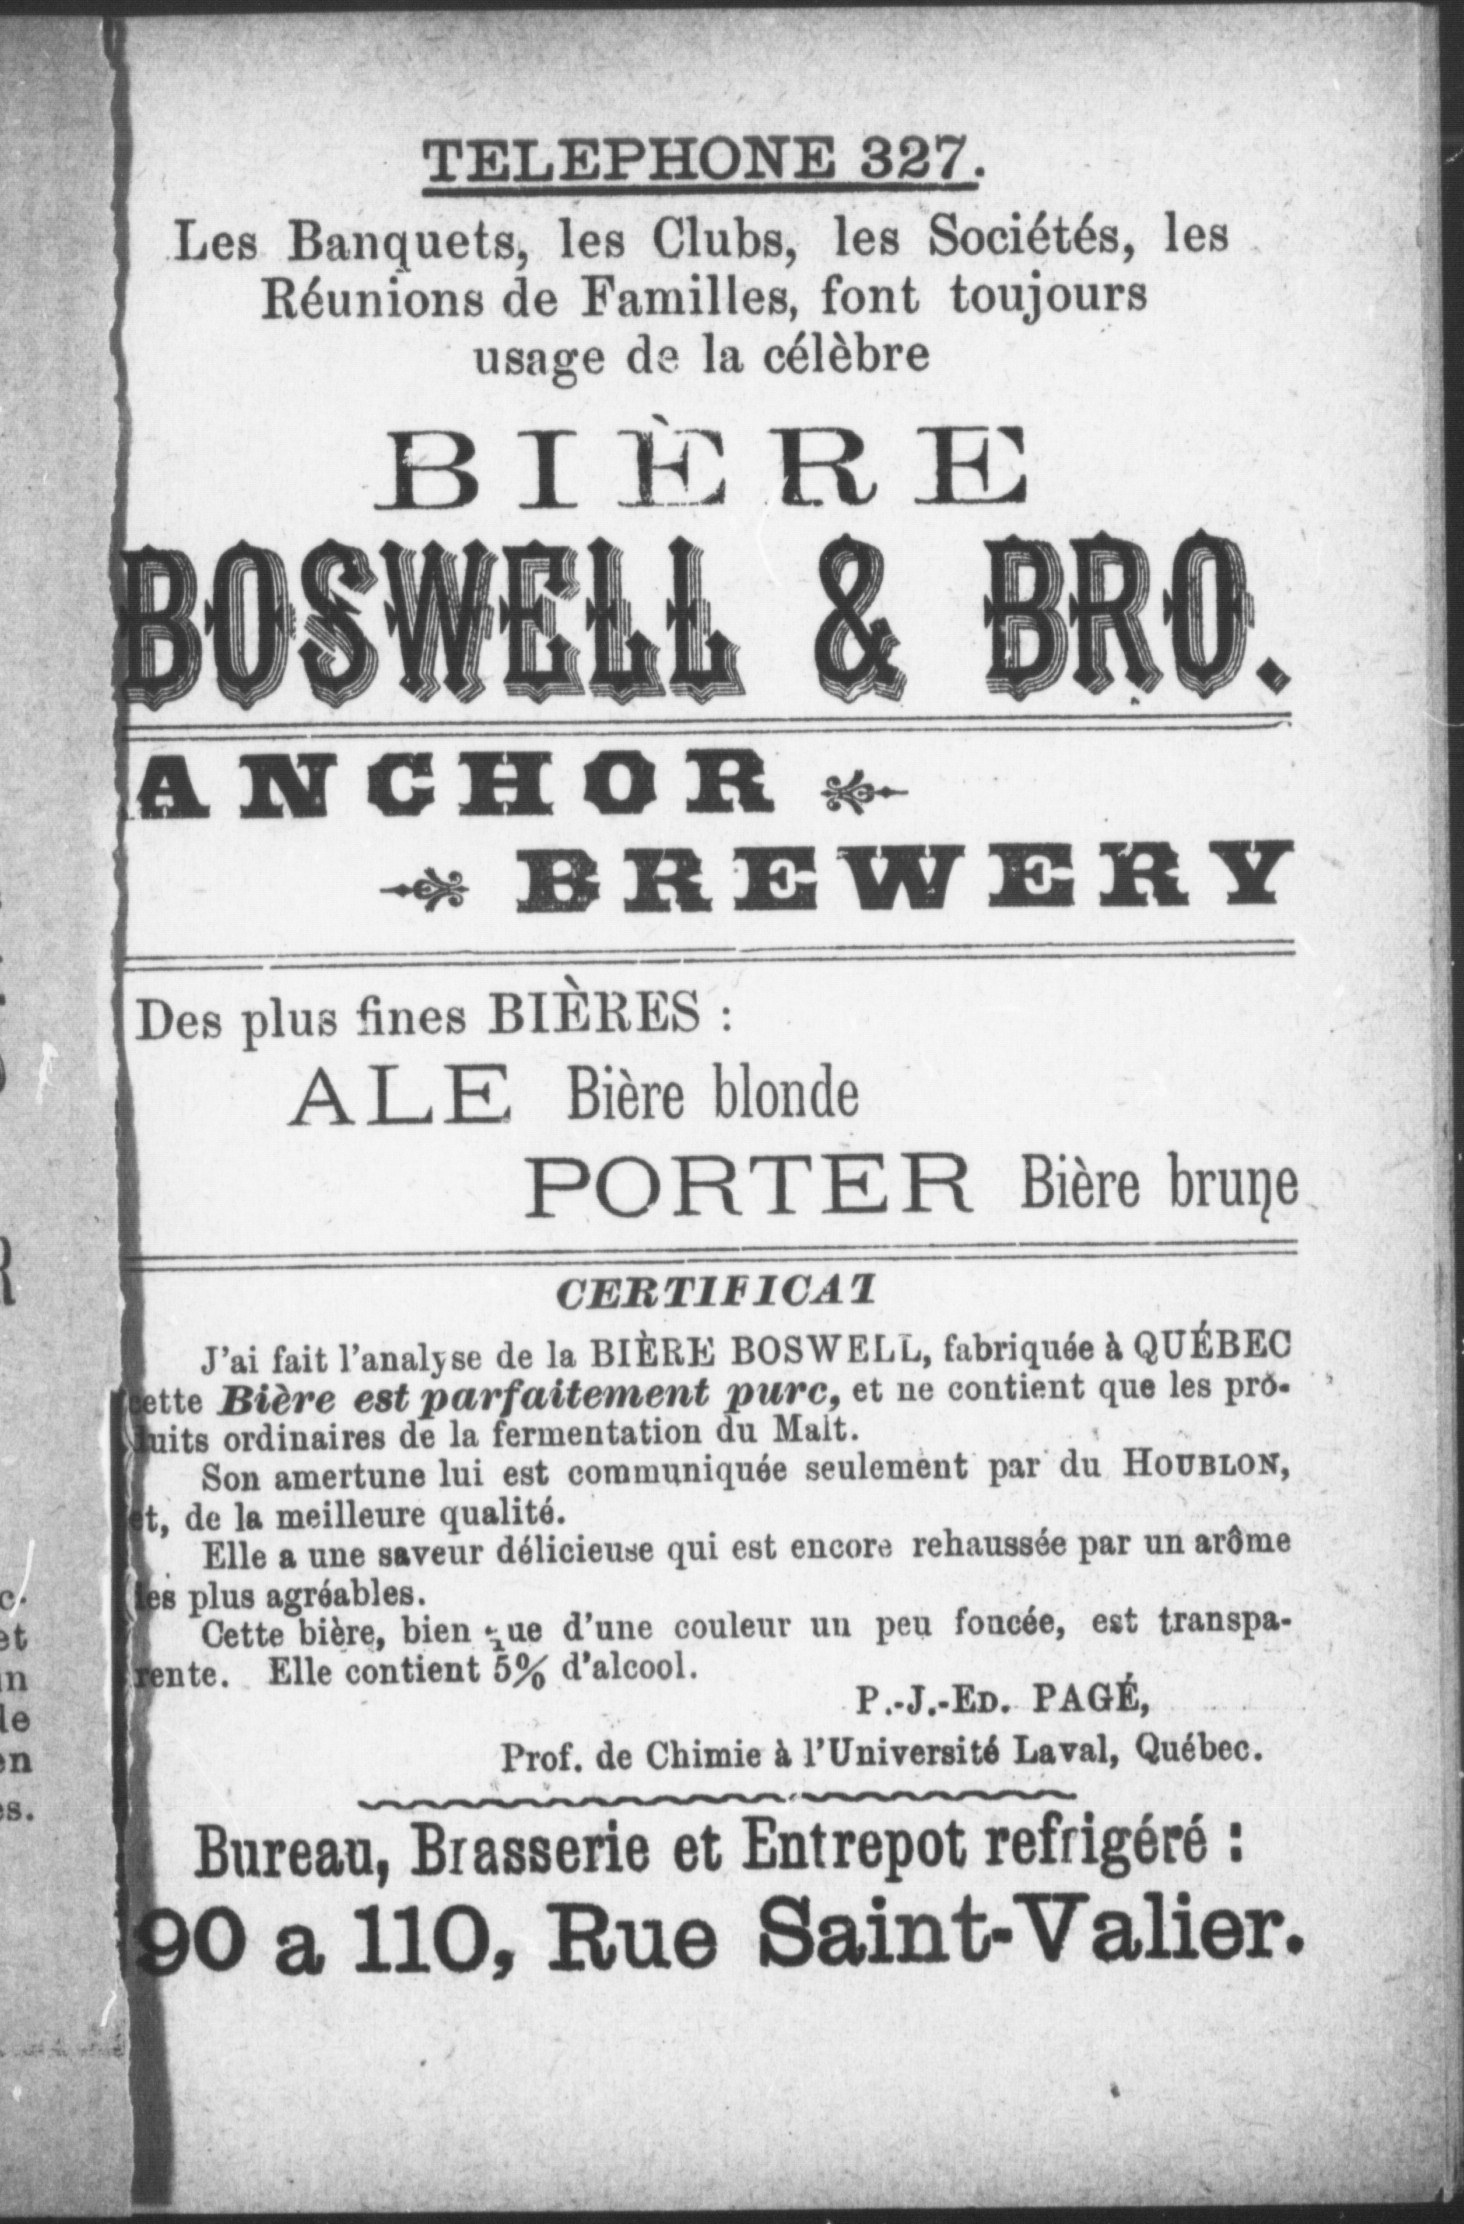 TELEPHONE 327.
Les Banquets, les Clubs, les Sociétés, les
Réunions de Familles, font toujours
usage de la célèbre
BIÈRE
BOSWELL & BRO.
ANCHOR
BREWERY
Des plus fines BIÈRES :
ALE Bière blonde
PORTER Bière brune
CERTIFICAT
J'ai fait l'analyse de la BIÈRE BOSWELL, fabriquée à QUÉBEC
cette Bière est parfaitement pure, et ne contient que les pro-
duits ordinaires de la fermentation du Malt.
Son amertune lui est communiquée seulement par du HOUBLON,
et, de la meilleure qualité.
Elle a une saveur délicieuse qui est encore rehaussée par un arôme
les plus agréables.
Cette bière, bien que d'une couleur un peu foncée, est transpa-
rente. Elle contient 5% d'alcool.
P.-J.-ED. PAGÉ,
Prof. de Chimie à l'Université Laval, Québec.
Bureau, Brasserie et Entrepot refrigéré :
90 a 110, Rue Saint-Valier.